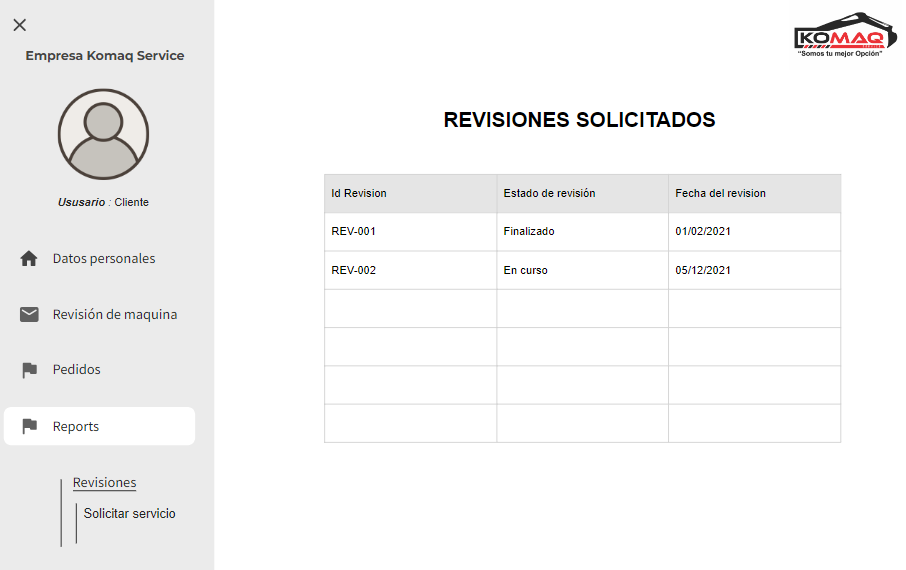 Empresa Komaq Service
Ususario : Cliente
Datos personales
Revisión de maquina
Pedidos
Reports
Revisiones
Solicitar servicio
KOMAQ
SERVICE
"Somos tu mejor Opción"
REVISIONES SOLICITADOS
Id Revision Estado de revisión Fecha del revision
REV-001 Finalizado 01/02/2021
REV-002 En curso 05/12/2021